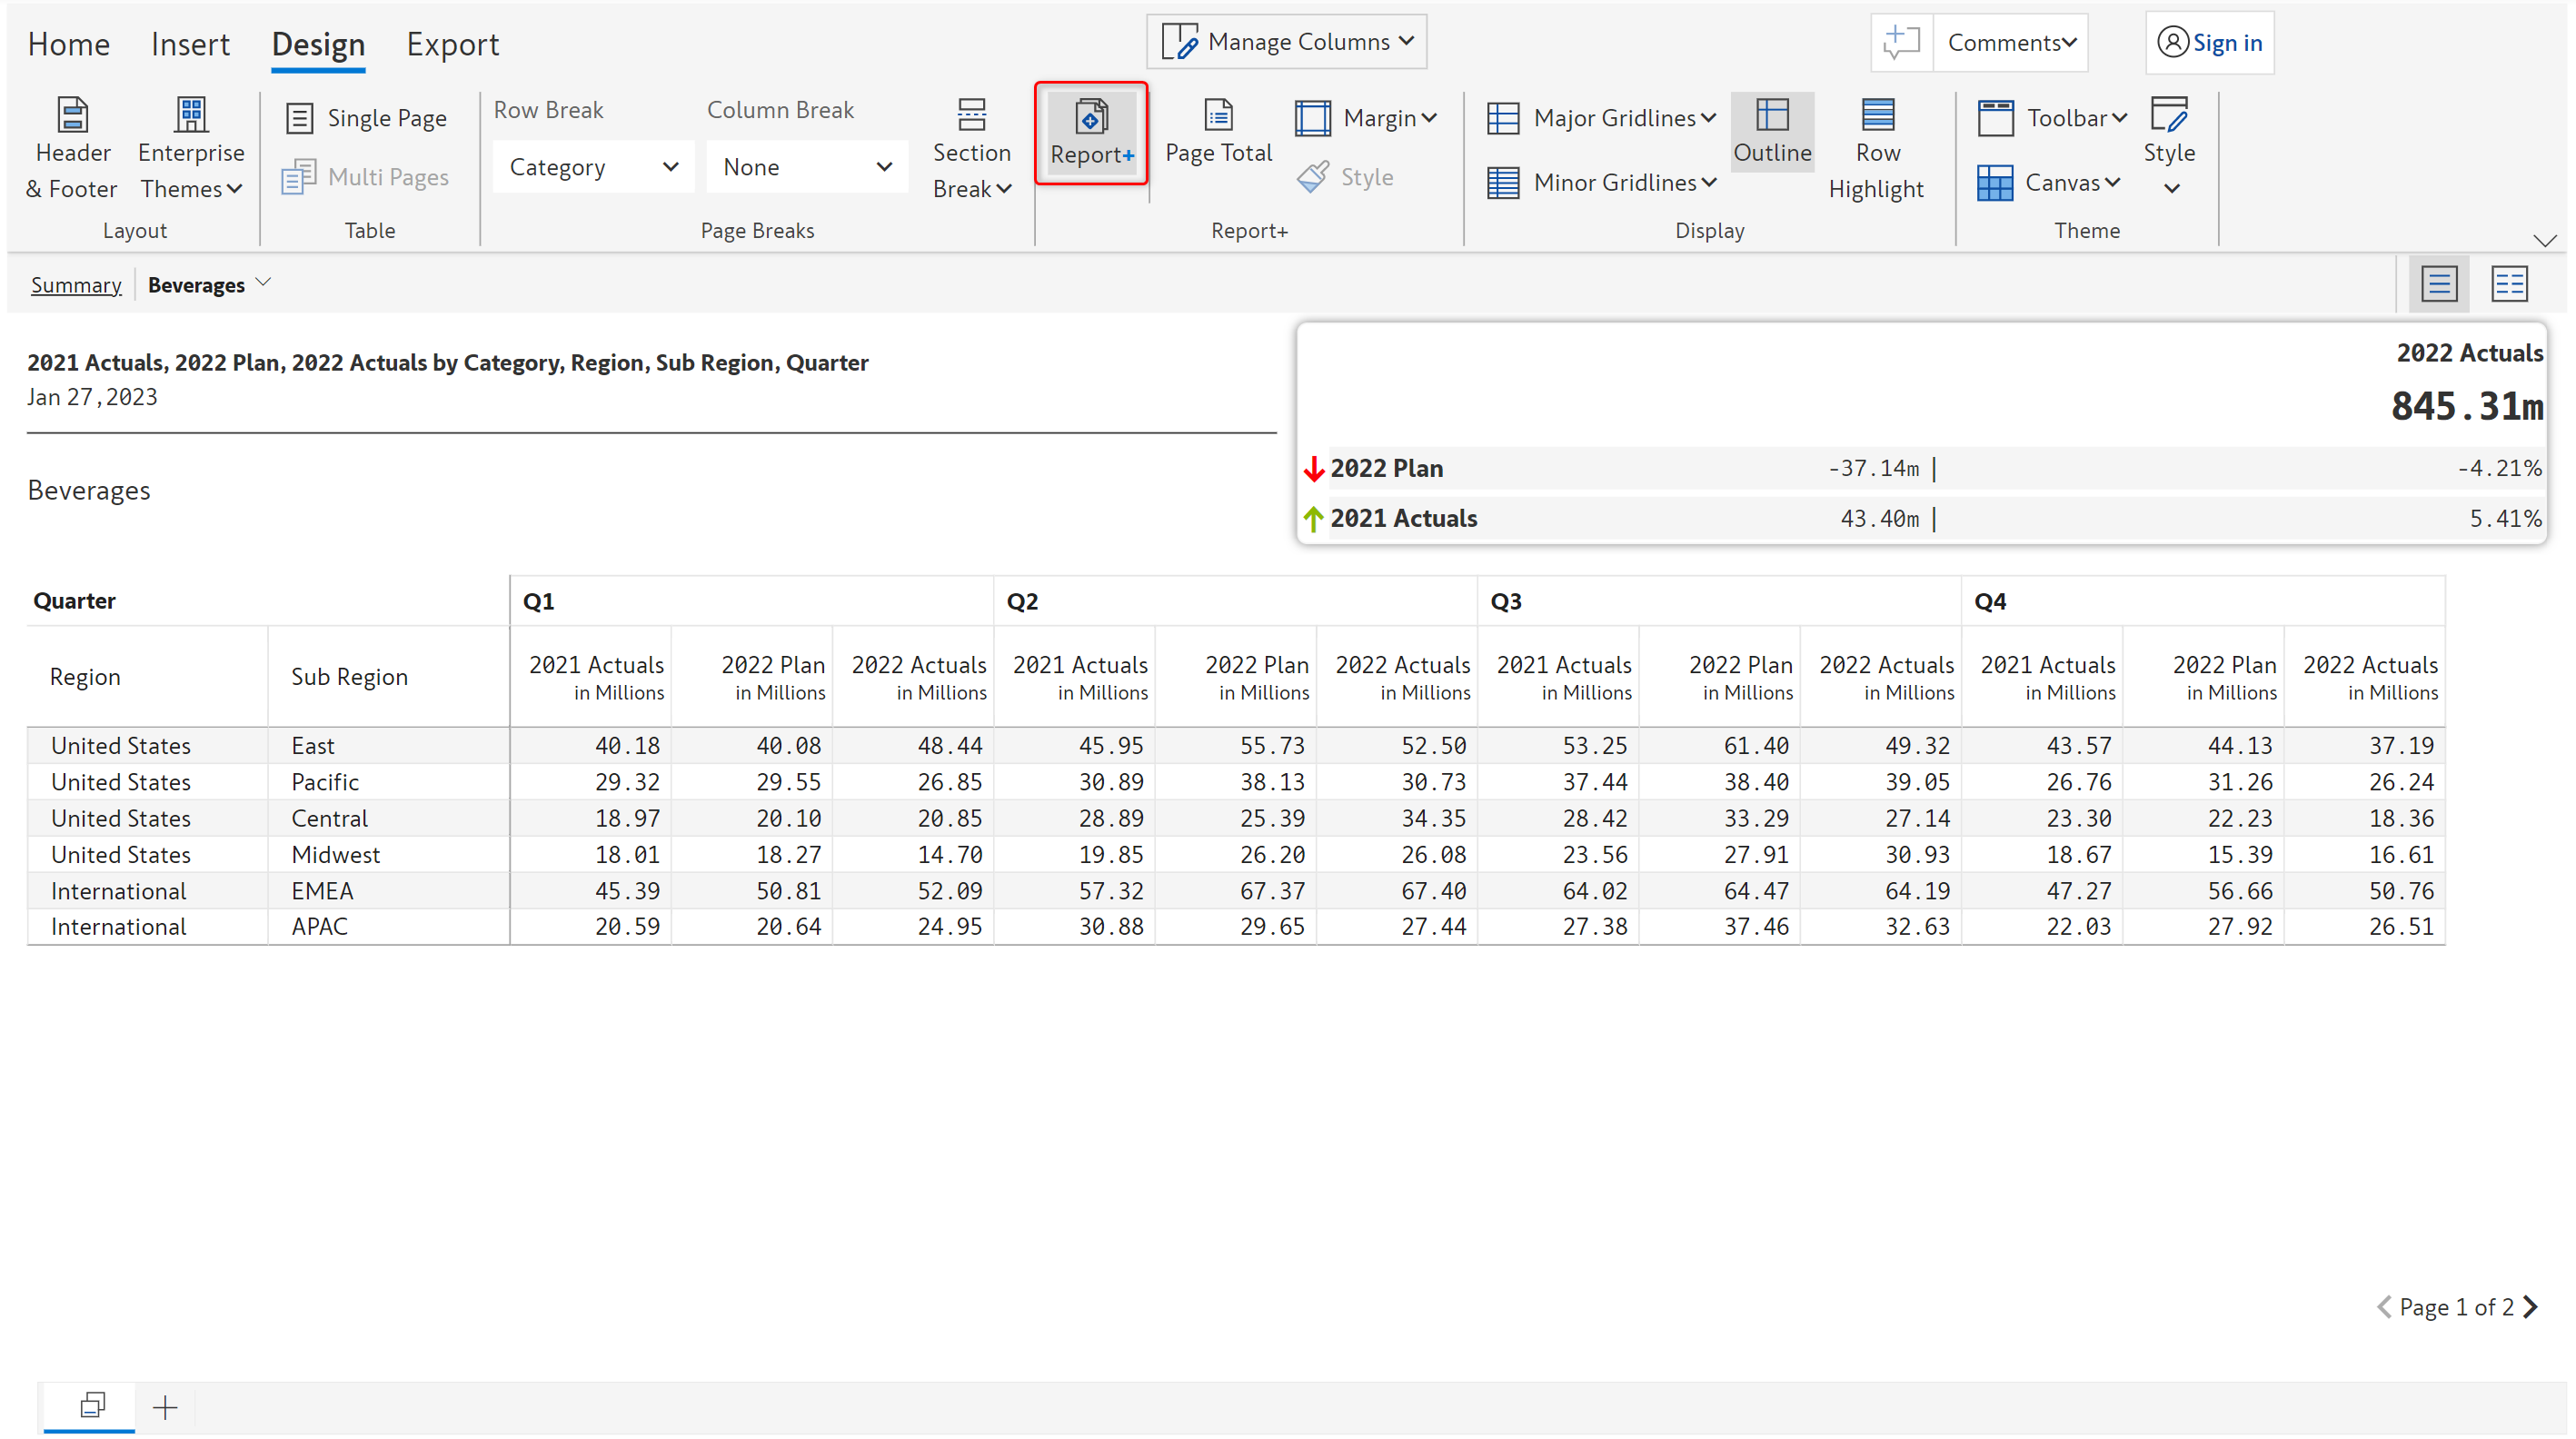 Home Insert Design Export Manage Columns Comments Sign in
Header & Footer
Enterprise Themes
Layout
Single Page
Multi Pages
Table
Row Break Column Break
Category None
Section Break
Page Breaks
Report+
Page Total
Margin
Style
Report+
Major Gridlines
Minor Gridlines
Outline
Row Highlight
Display
Toolbar
Canvas
Style
Theme
Summary Beverages
2021 Actuals, 2022 Plan, 2022 Actuals by Category, Region, Sub Region, Quarter
Jan 27,2023
Beverages
2022 Actuals
845.31m
2022 Plan -37.14m | -4.21%
2021 Actuals 43.40m | 5.41%
Quarter Q1 Q2 Q3 Q4
Region Sub Region 2021 Actuals 2022 Plan 2022 Actuals 2021 Actuals 2022 Plan 2022 Actuals 2021 Actuals 2022 Plan 2022 Actuals 2021 Actuals 2022 Plan 2022 Actuals
in Millions in Millions in Millions in Millions in Millions in Millions in Millions in Millions in Millions in Millions in Millions in Millions
United States East 40.18 40.08 48.44 45.95 55.73 52.50 53.25 61.40 49.32 43.57 44.13 37.19
United States Pacific 29.32 29.55 26.85 30.89 38.13 30.73 37.44 38.40 39.05 26.76 31.26 26.24
United States Central 18.97 20.10 20.85 28.89 25.39 34.35 28.42 33.29 27.14 23.30 22.23 18.36
United States Midwest 18.01 18.27 14.70 19.85 26.20 26.08 23.56 27.91 30.93 18.67 15.39 16.61
International EMEA 45.39 50.81 52.09 57.32 67.37 67.40 64.02 64.47 64.19 47.27 56.66 50.76
International APAC 20.59 20.64 24.95 30.88 29.65 27.44 27.38 37.46 32.63 22.03 27.92 26.51
Page 1 of 2